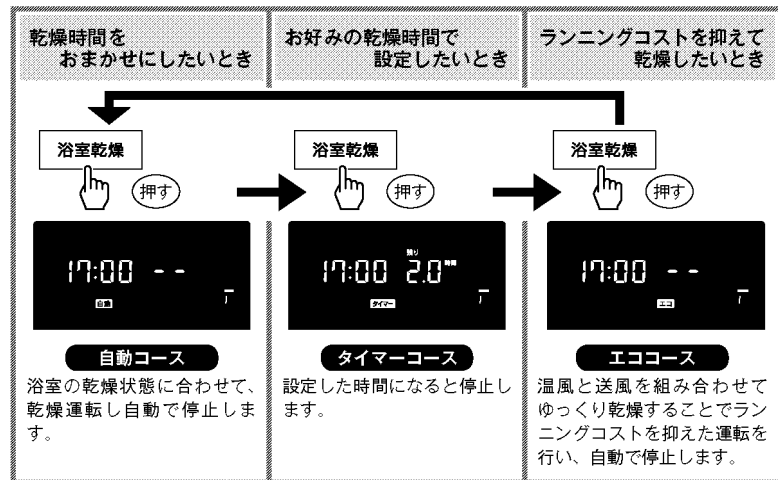 乾燥時間を
おまかせにしたいとき
お好みの乾燥時間で
設定したいとき
ランニングコストを抑えて
乾燥したいとき
浴室乾燥
押す
浴室乾燥
押す
浴室乾燥
押す
17:00 --
自動
残り
17:00 2.0時間
タイマー
17:00 --
エコ
自動コース
浴室の乾燥状態に合わせて、
乾燥運転し自動で停止しま
す。
タイマーコース
設定した時間になると停止し
ます。
エココース
温風と送風を組み合わせて
ゆっくり乾燥することでラン
ニングコストを抑えた運転を
行い、自動で停止します。